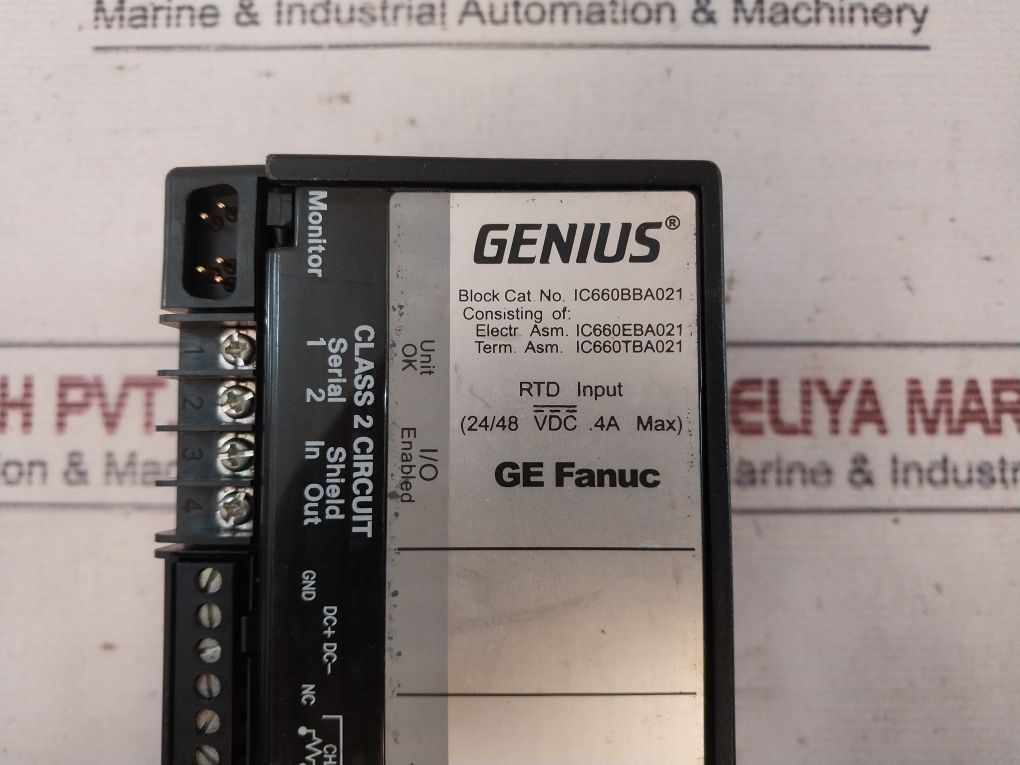 Marine & Industrial Automation & Machinery
GENIUS®
Block Cat. No. IC660BBA021
Consisting of:
Electr. Asm. IC660EBA021
Term. Asm. IC660TBA021
RTD Input
(24/48 VDC .4A Max)
GE Fanuc
Unit
OK
I/O
Enabled
Monitor
CLASS 2 CIRCUIT
Serial Shield
1 2 In Out
1
2
3
4
GND
DC+ DC–
NC
H PVT.
ELIYA MAR
arine & Industr